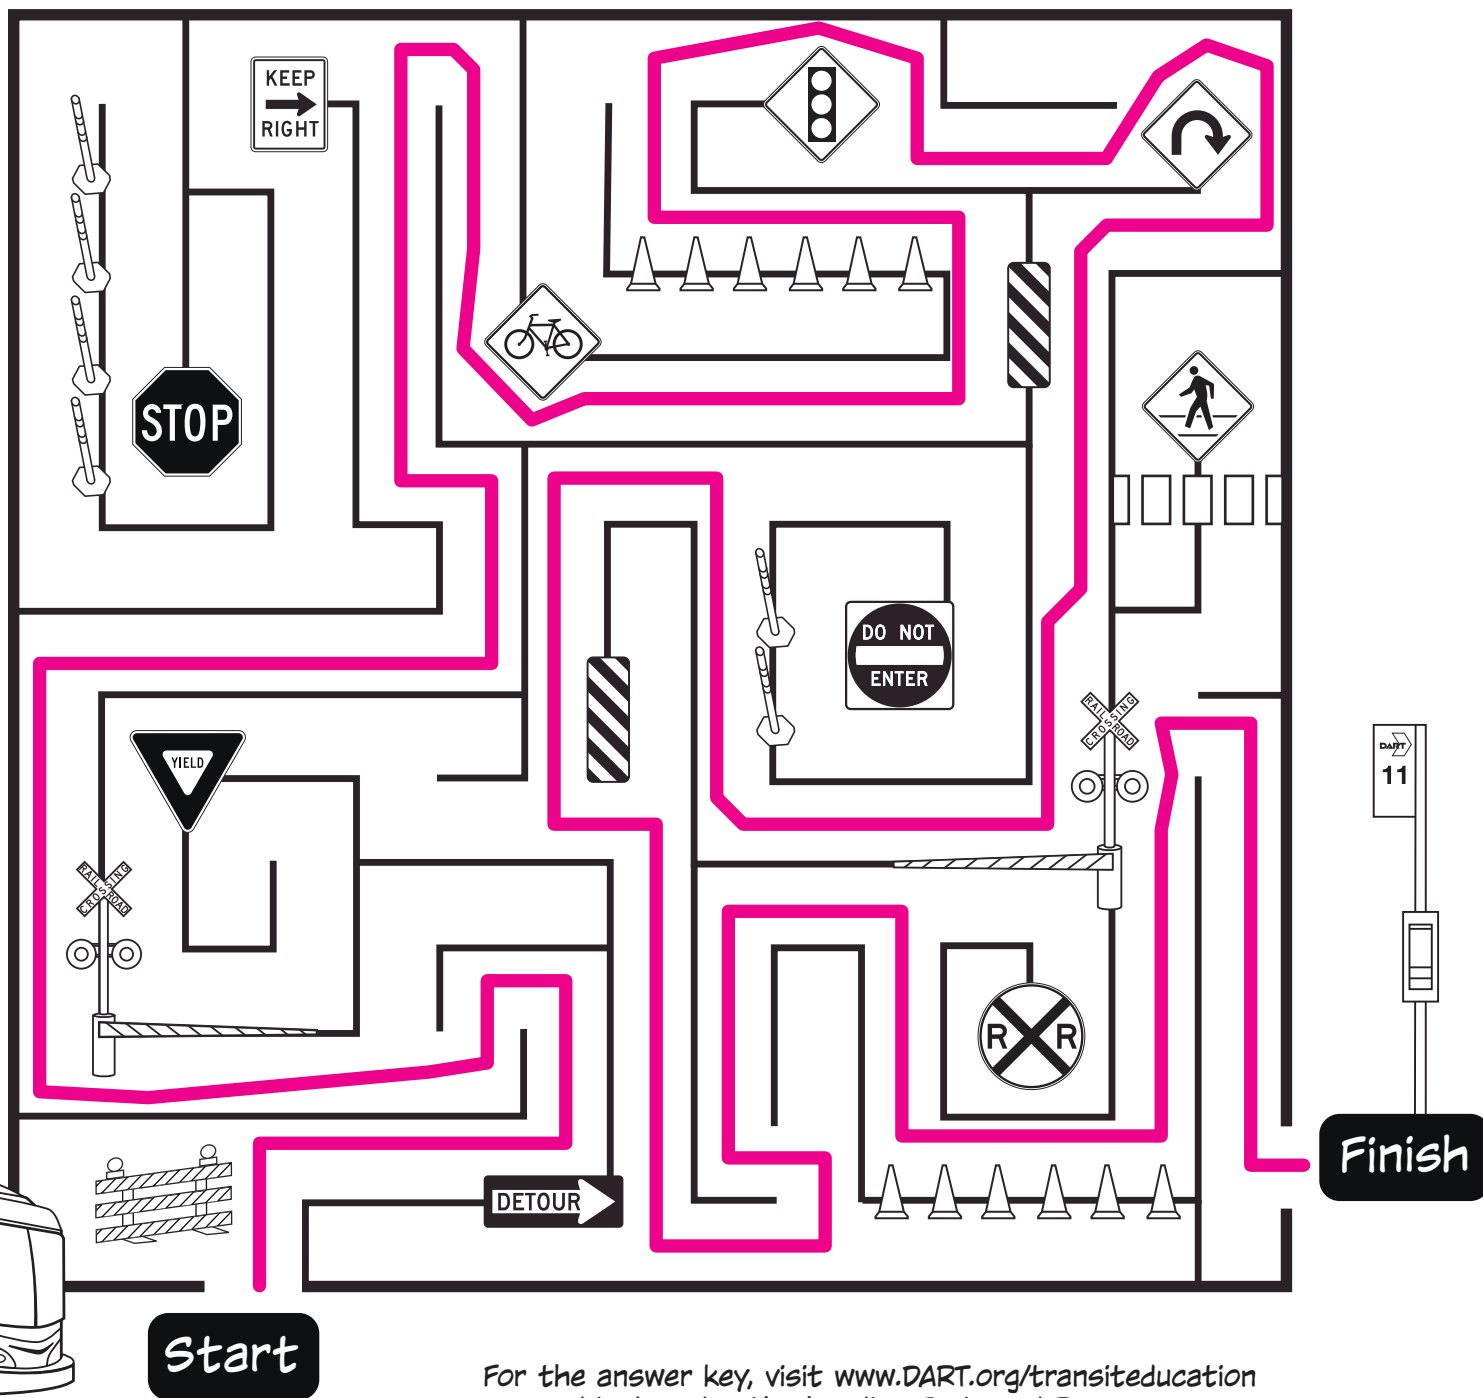 KEEP
RIGHT
STOP
DO NOT
ENTER
RAILROAD
CROSSING
YIELD
DART
11
RAILROAD
CROSSING
R R
Finish
DETOUR
Start
For the answer key, visit www.DART.org/transiteducation